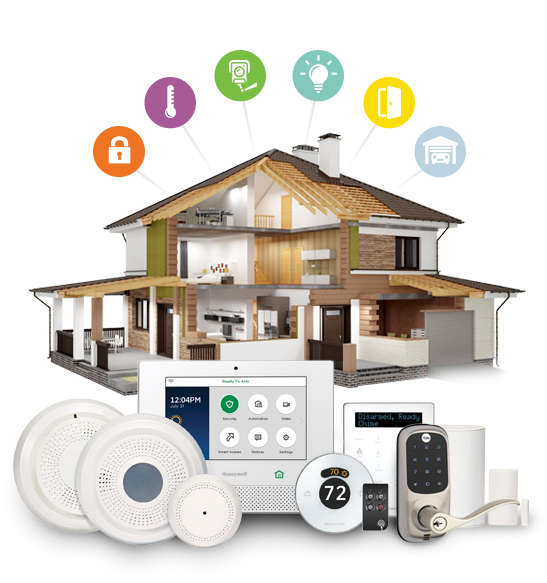 Ready To Arm
12:04PM
July 31
Security
Automation
Video
Smart Scenes
Notices
Settings
Honeywell
Disarmed, Ready
Chime
70
72
Yale